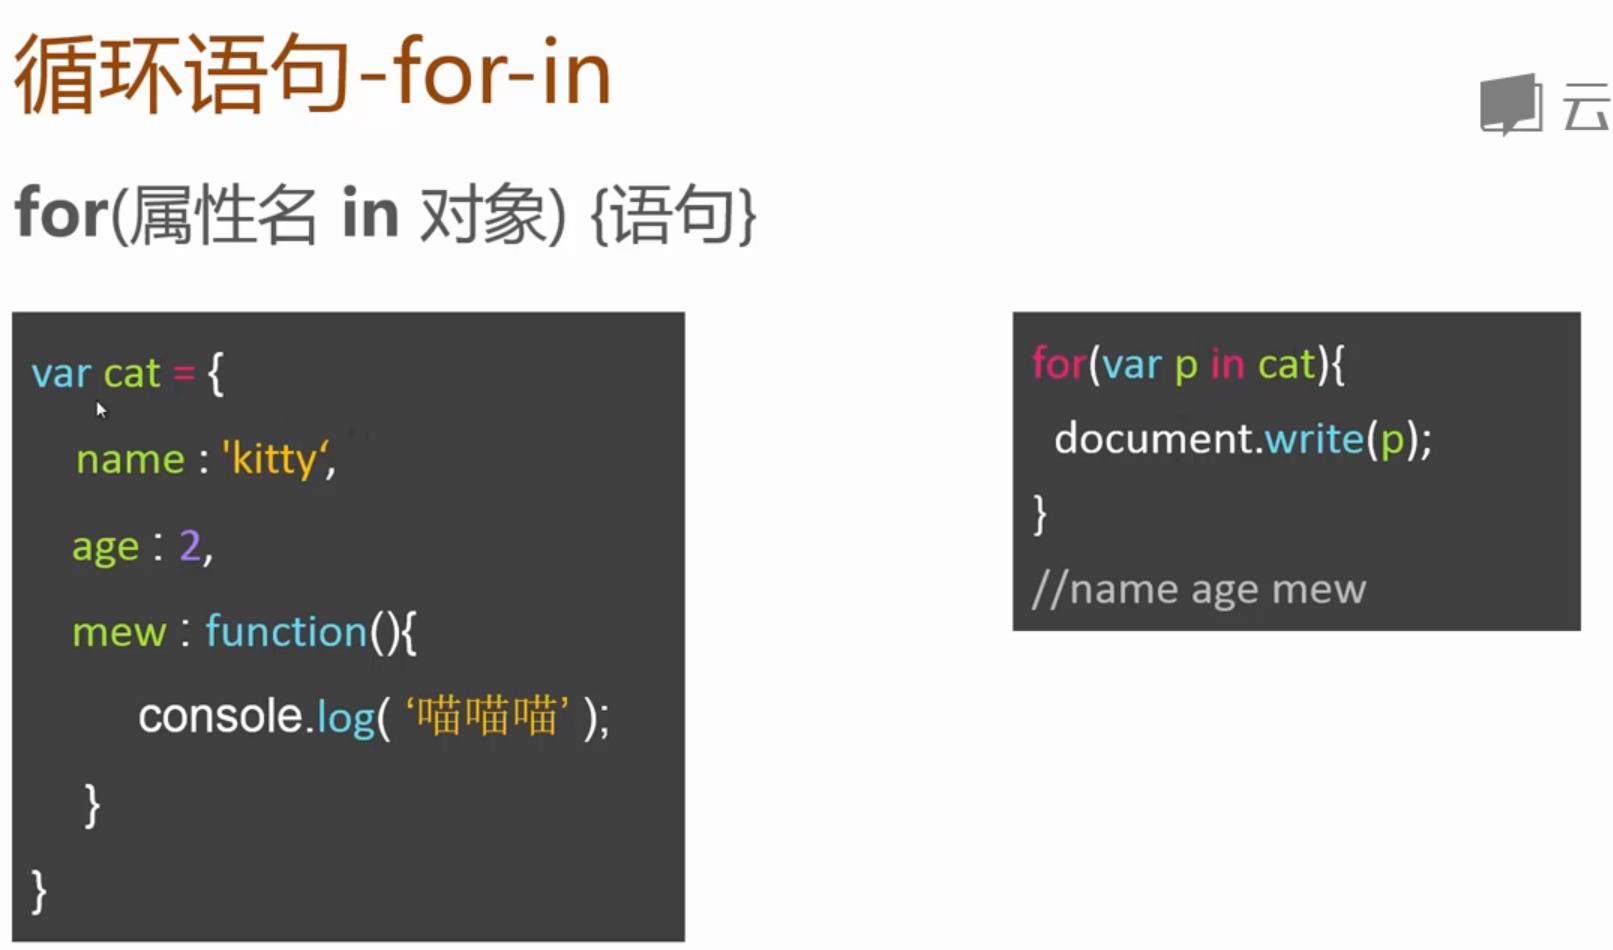 循环语句-for-in
云
for(属性名 in 对象) {语句}
var cat = {
name : 'kitty‘,
age : 2,
mew : function(){
console.log( ‘喵喵喵’ );
}
}
for(var p in cat){
document.write(p);
}
//name age mew